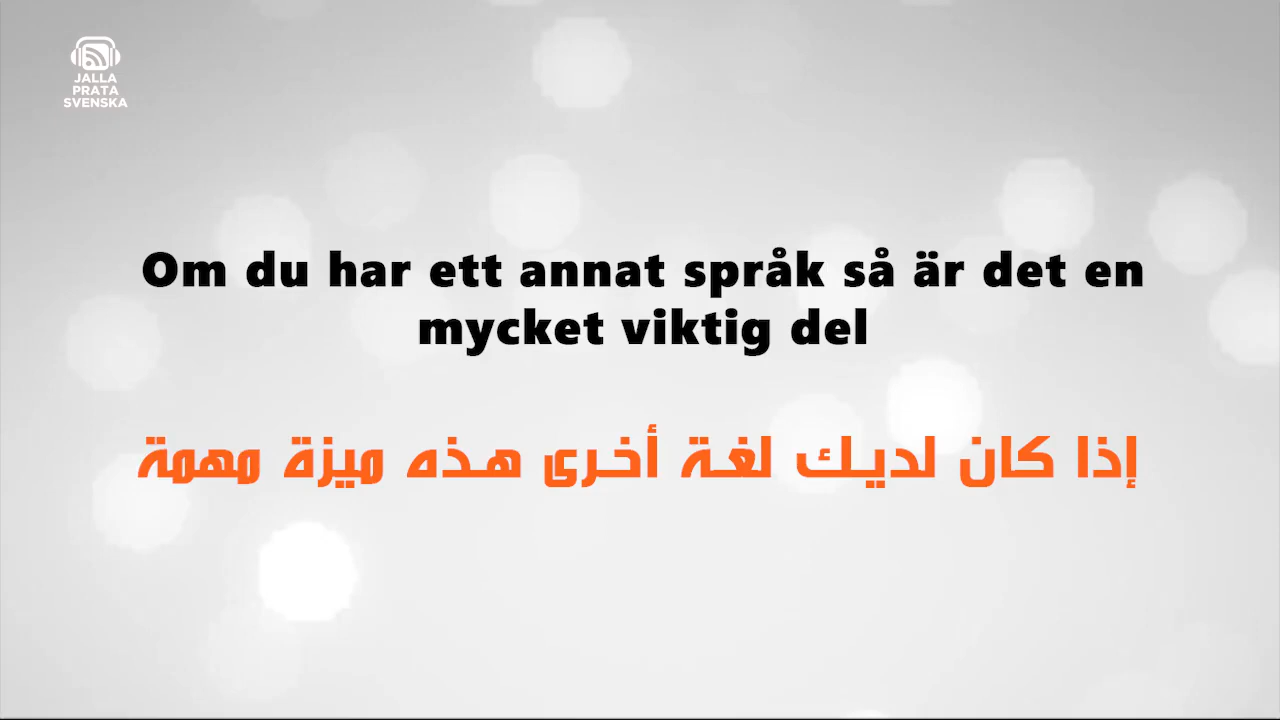 JALLA
PRATA
SVENSKA
Om du har ett annat språk så är det en
mycket viktig del
إذا كان لديك لغة أخرى هذه ميزة مهمة